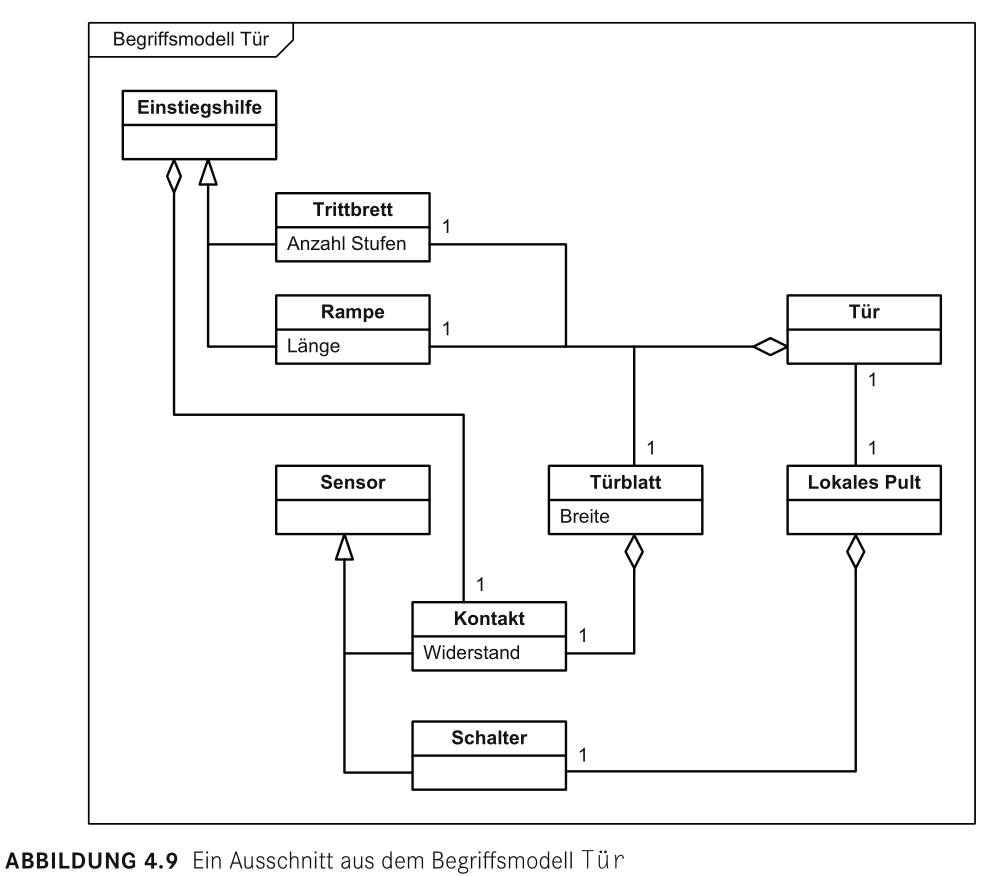 Begriffsmodell Tür
Einstiegshilfe
Trittbrett
Anzahl Stufen
1
Rampe
Länge
1
Tür
1
1
1
Sensor
Türblatt
Breite
Lokales Pult
1
Kontakt
Widerstand
1
Schalter
1
ABBILDUNG 4.9 Ein Ausschnitt aus dem Begriffsmodell Tür